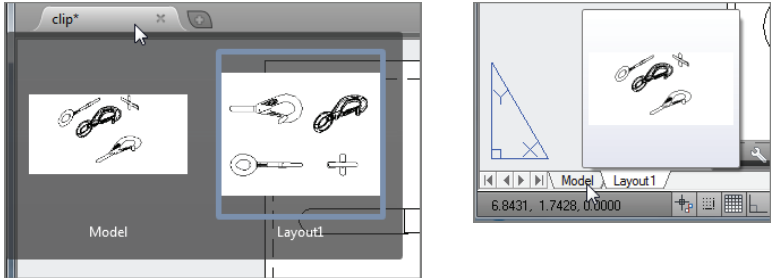 clip*
Model
Layout1
Y
X
Model Layout1
6.8431, 1.7428, 0.0000